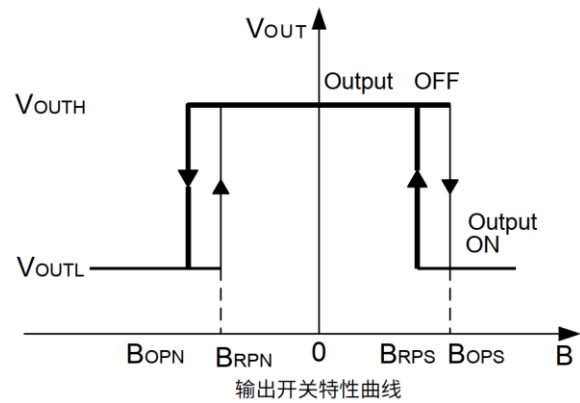 VOUT
Output OFF
VOUTH
Output
ON
VOUTL
BOPN BRPN 0 BRPS BOPS B
输出开关特性曲线